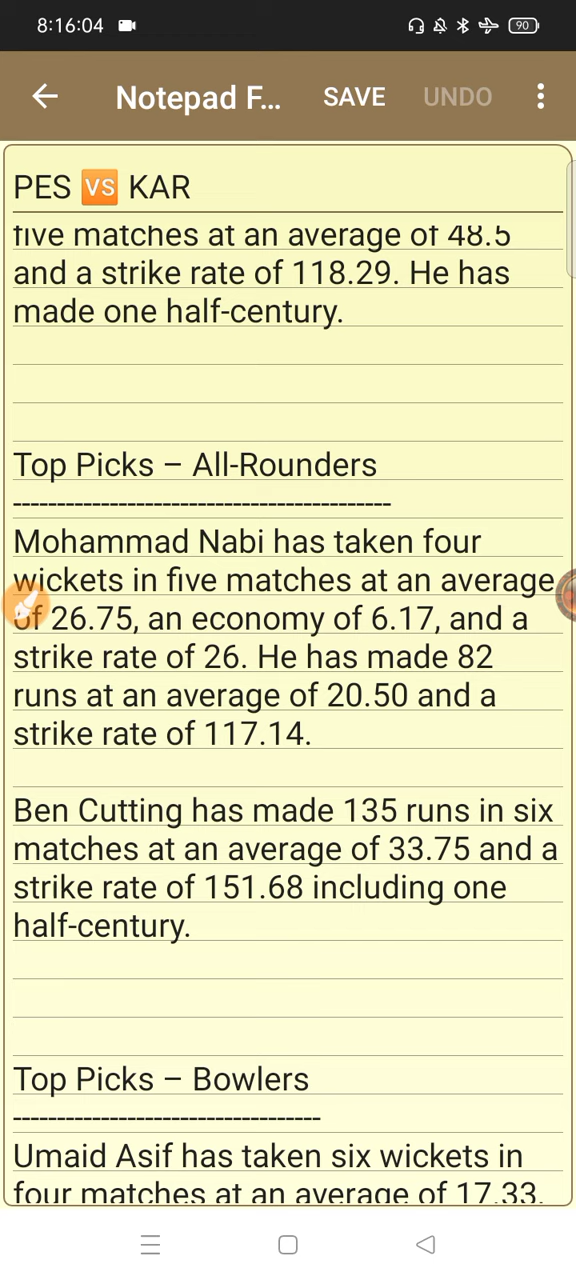 8:16:04
90
Notepad F... SAVE UNDO
PES VS KAR
five matches at an average of 48.5
and a strike rate of 118.29. He has
made one half-century.
Top Picks – All-Rounders
-------------------------------------------
Mohammad Nabi has taken four
wickets in five matches at an average
of 26.75, an economy of 6.17, and a
strike rate of 26. He has made 82
runs at an average of 20.50 and a
strike rate of 117.14.
Ben Cutting has made 135 runs in six
matches at an average of 33.75 and a
strike rate of 151.68 including one
half-century.
Top Picks – Bowlers
-----------------------------------
Umaid Asif has taken six wickets in
four matches at an average of 17.33.